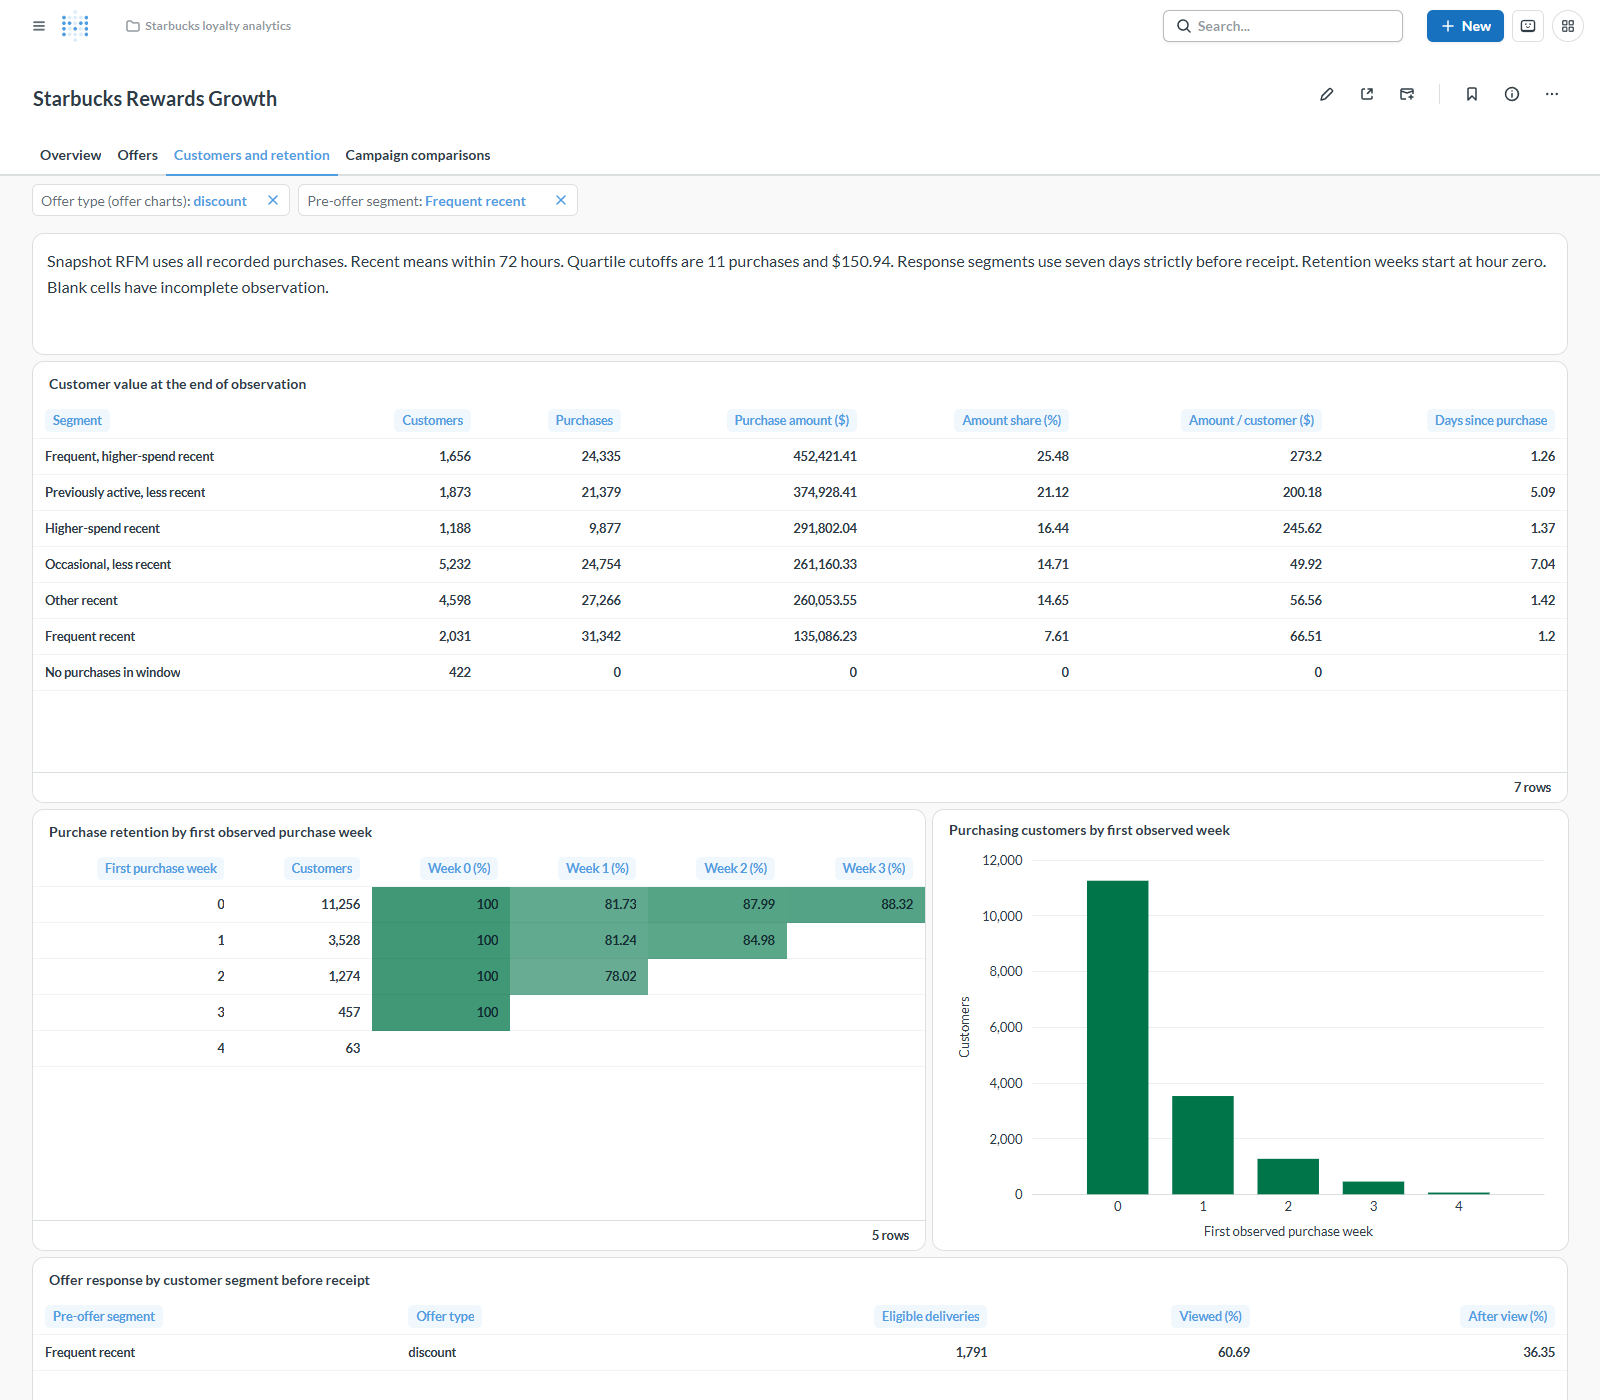 Starbucks loyalty analytics
Search...
New
Starbucks Rewards Growth
Overview Offers Customers and retention Campaign comparisons
Offer type (offer charts): discount Pre-offer segment: Frequent recent
Snapshot RFM uses all recorded purchases. Recent means within 72 hours. Quartile cutoffs are 11 purchases and $150.94. Response segments use seven days strictly before receipt. Retention weeks start at hour zero.
Blank cells have incomplete observation.
Customer value at the end of observation
Segment Customers Purchases Purchase amount ($) Amount share (%) Amount / customer ($) Days since purchase
Frequent, higher-spend recent 1,656 24,335 452,421.41 25.48 273.2 1.26
Previously active, less recent 1,873 21,379 374,928.41 21.12 200.18 5.09
Higher-spend recent 1,188 9,877 291,802.04 16.44 245.62 1.37
Occasional, less recent 5,232 24,754 261,160.33 14.71 49.92 7.04
Other recent 4,598 27,266 260,053.55 14.65 56.56 1.42
Frequent recent 2,031 31,342 135,086.23 7.61 66.51 1.2
No purchases in window 422 0 0 0 0
7 rows
Purchase retention by first observed purchase week
First purchase week Customers Week 0 (%) Week 1 (%) Week 2 (%) Week 3 (%)
0 11,256 100 81.73 87.99 88.32
1 3,528 100 81.24 84.98
2 1,274 100 78.02
3 457 100
4 63
5 rows
Purchasing customers by first observed week
12,000
10,000
8,000
6,000
4,000
2,000
0
Customers
0 1 2 3 4
First observed purchase week
Offer response by customer segment before receipt
Pre-offer segment Offer type Eligible deliveries Viewed (%) After view (%)
Frequent recent discount 1,791 60.69 36.35